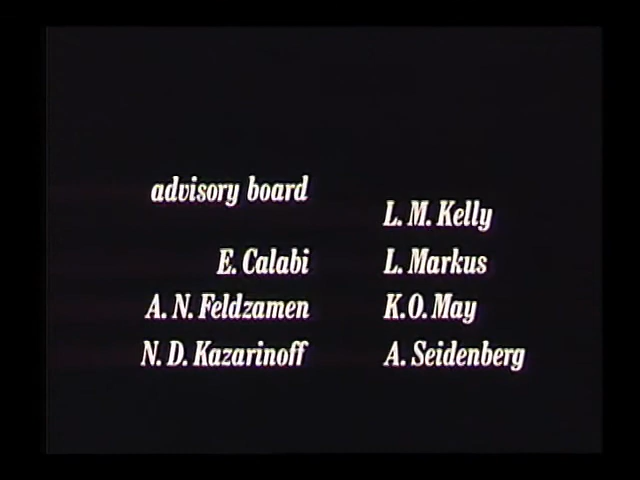 advisory board
E. Calabi
A. N. Feldzamen
N. D. Kazarinoff
L. M. Kelly
L. Markus
K. O. May
A. Seidenberg